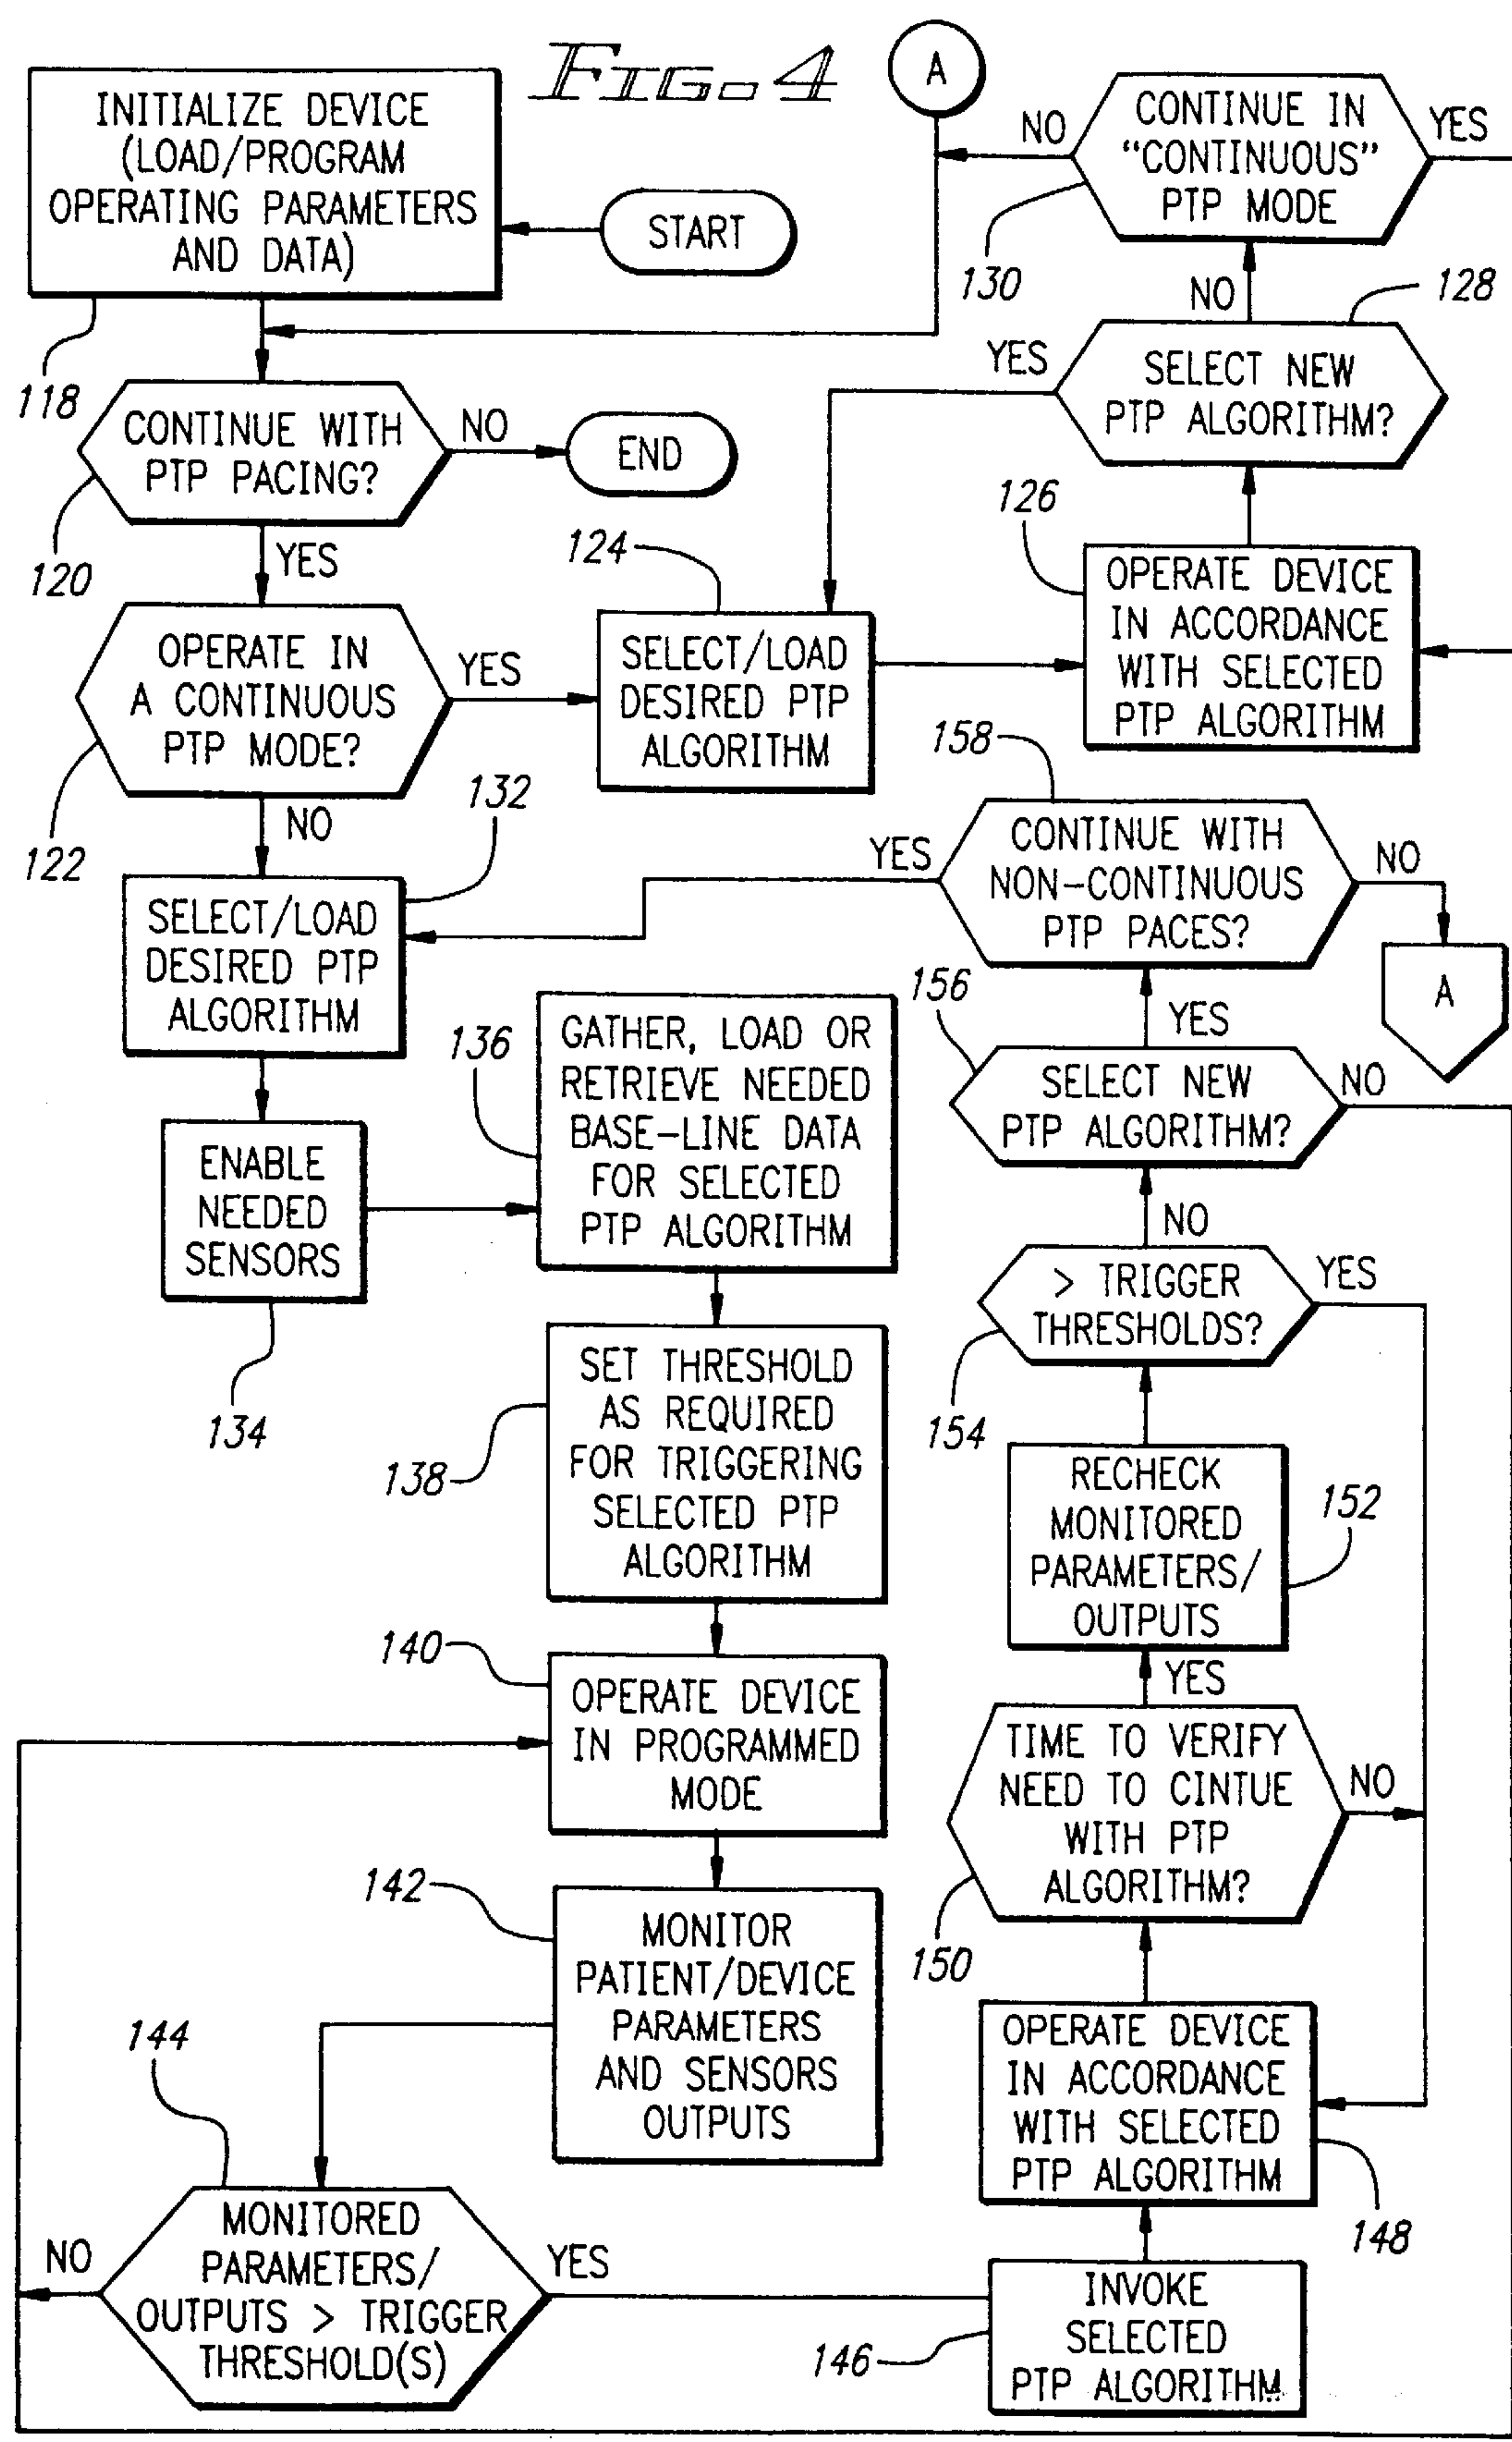 FIG. 4
A
INITIALIZE DEVICE
(LOAD/PROGRAM
OPERATING PARAMETERS
AND DATA)
118
START
CONTINUE IN
"CONTINUOUS"
PTP MODE
NO
YES
130
NO
128
SELECT NEW
PTP ALGORITHM?
YES
CONTINUE WITH
PTP PACING?
NO
END
120
YES
126
OPERATE DEVICE
IN ACCORDANCE
WITH SELECTED
PTP ALGORITHM
124
SELECT/LOAD
DESIRED PTP
ALGORITHM
OPERATE IN
A CONTINUOUS
PTP MODE?
YES
122
NO
132
SELECT/LOAD
DESIRED PTP
ALGORITHM
158
CONTINUE WITH
NON-CONTINUOUS
PTP PACES?
YES
NO
A
156
YES
SELECT NEW
PTP ALGORITHM?
NO
ENABLE
NEEDED
SENSORS
134
136
GATHER, LOAD OR
RETRIEVE NEEDED
BASE-LINE DATA
FOR SELECTED
PTP ALGORITHM
NO
> TRIGGER
THRESHOLDS?
YES
154
138
SET THRESHOLD
AS REQUIRED
FOR TRIGGERING
SELECTED PTP
ALGORITHM
RECHECK
MONITORED
PARAMETERS/
OUTPUTS
152
YES
140
OPERATE DEVICE
IN PROGRAMMED
MODE
TIME TO VERIFY
NEED TO CINTUE
WITH PTP
ALGORITHM?
NO
150
142
MONITOR
PATIENT/DEVICE
PARAMETERS
AND SENSORS
OUTPUTS
OPERATE DEVICE
IN ACCORDANCE
WITH SELECTED
PTP ALGORITHM
148
144
MONITORED
PARAMETERS/
OUTPUTS > TRIGGER
THRESHOLD(S)
NO
YES
INVOKE
SELECTED
PTP ALGORITHM
146